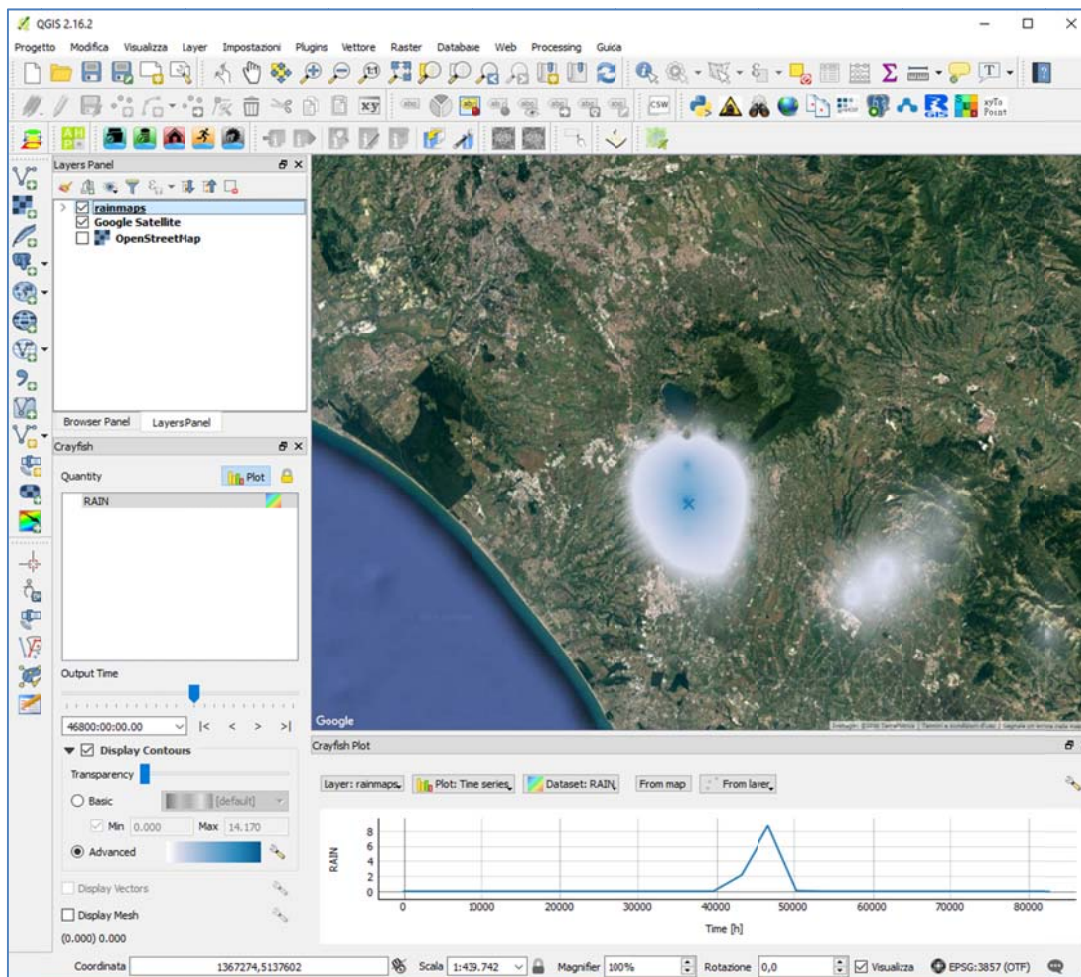 QGIS 2.16.2
Progetto Modifica Visualizza Layer Impostazioni Plugins Vettore Raster Database Web Processing Guida
CSW
xyTo
Point
Layers Panel
rainmaps
Google Satellite
OpenStreetMap
Browser Panel LayersPanel
Crayfish
Quantity Plot
RAIN
Output Time
46800:00:00.00 |< < > >|
Display Contours
Transparency
Basic [default]
Min 0.000 Max 14.170
Advanced
Display Vectors
Display Mesh
(0.000) 0.000
Google
Crayfish Plot
Layer: rainmaps Plot: Time series Dataset: RAIN From map From layer
RAIN
8
6
4
2
0
0 10000 20000 30000 40000 50000 60000 70000 80000
Time [h]
Coordinata 1367274,5137602 Scala 1:439.742 Magnifier 100% Rotazione 0,0 Visualizza EPSG:3857 (OTF)